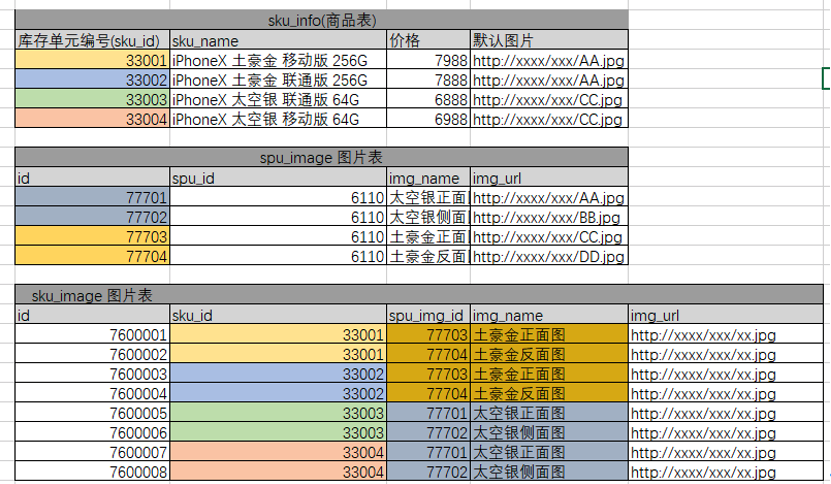 sku_info(商品表)
库存单元编号(sku_id) sku_name 价格 默认图片
33001 iPhoneX 土豪金 移动版 256G 7988 http://xxxx/xxx/AA.jpg
33002 iPhoneX 土豪金 联通版 256G 7888 http://xxxx/xxx/AA.jpg
33003 iPhoneX 太空银 联通版 64G 6888 http://xxxx/xxx/CC.jpg
33004 iPhoneX 太空银 移动版 64G 6988 http://xxxx/xxx/CC.jpg
spu_image 图片表
id spu_id img_name img_url
77701 6110 太空银正面 http://xxxx/xxx/AA.jpg
77702 6110 太空银侧面 http://xxxx/xxx/BB.jpg
77703 6110 土豪金正面 http://xxxx/xxx/CC.jpg
77704 6110 土豪金反面 http://xxxx/xxx/DD.jpg
sku_image 图片表
id sku_id spu_img_id img_name img_url
7600001 33001 77703 土豪金正面图 http://xxxx/xxx/xx.jpg
7600002 33001 77704 土豪金反面图 http://xxxx/xxx/xx.jpg
7600003 33002 77703 土豪金正面图 http://xxxx/xxx/xx.jpg
7600004 33002 77704 土豪金反面图 http://xxxx/xxx/xx.jpg
7600005 33003 77701 太空银正面图 http://xxxx/xxx/xx.jpg
7600006 33003 77702 太空银侧面图 http://xxxx/xxx/xx.jpg
7600007 33004 77701 太空银正面图 http://xxxx/xxx/xx.jpg
7600008 33004 77702 太空银侧面图 http://xxxx/xxx/xx.jpg